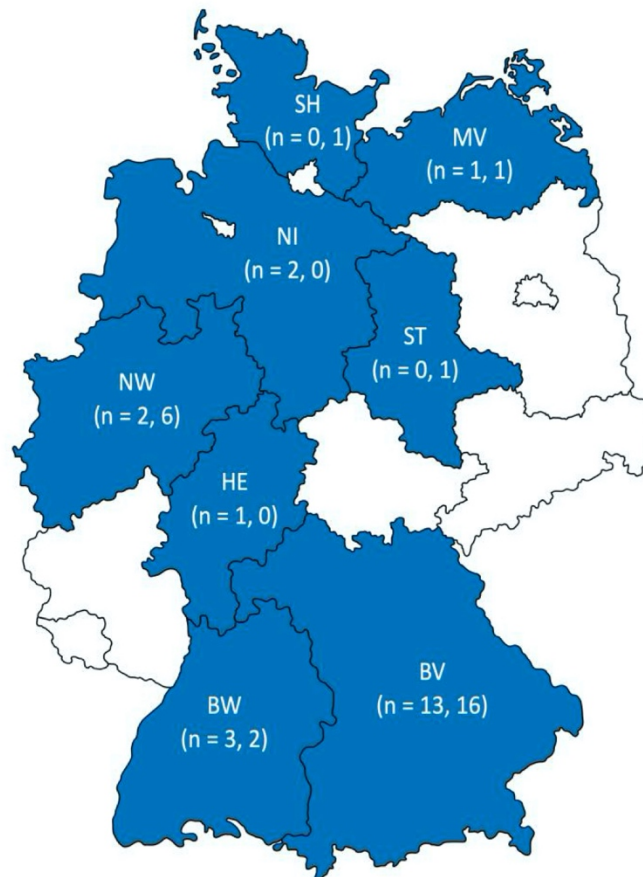 SH
(n = 0, 1)
MV
(n = 1, 1)
NI
(n = 2, 0)
ST
(n = 0, 1)
NW
(n = 2, 6)
HE
(n = 1, 0)
BV
(n = 13, 16)
BW
(n = 3, 2)